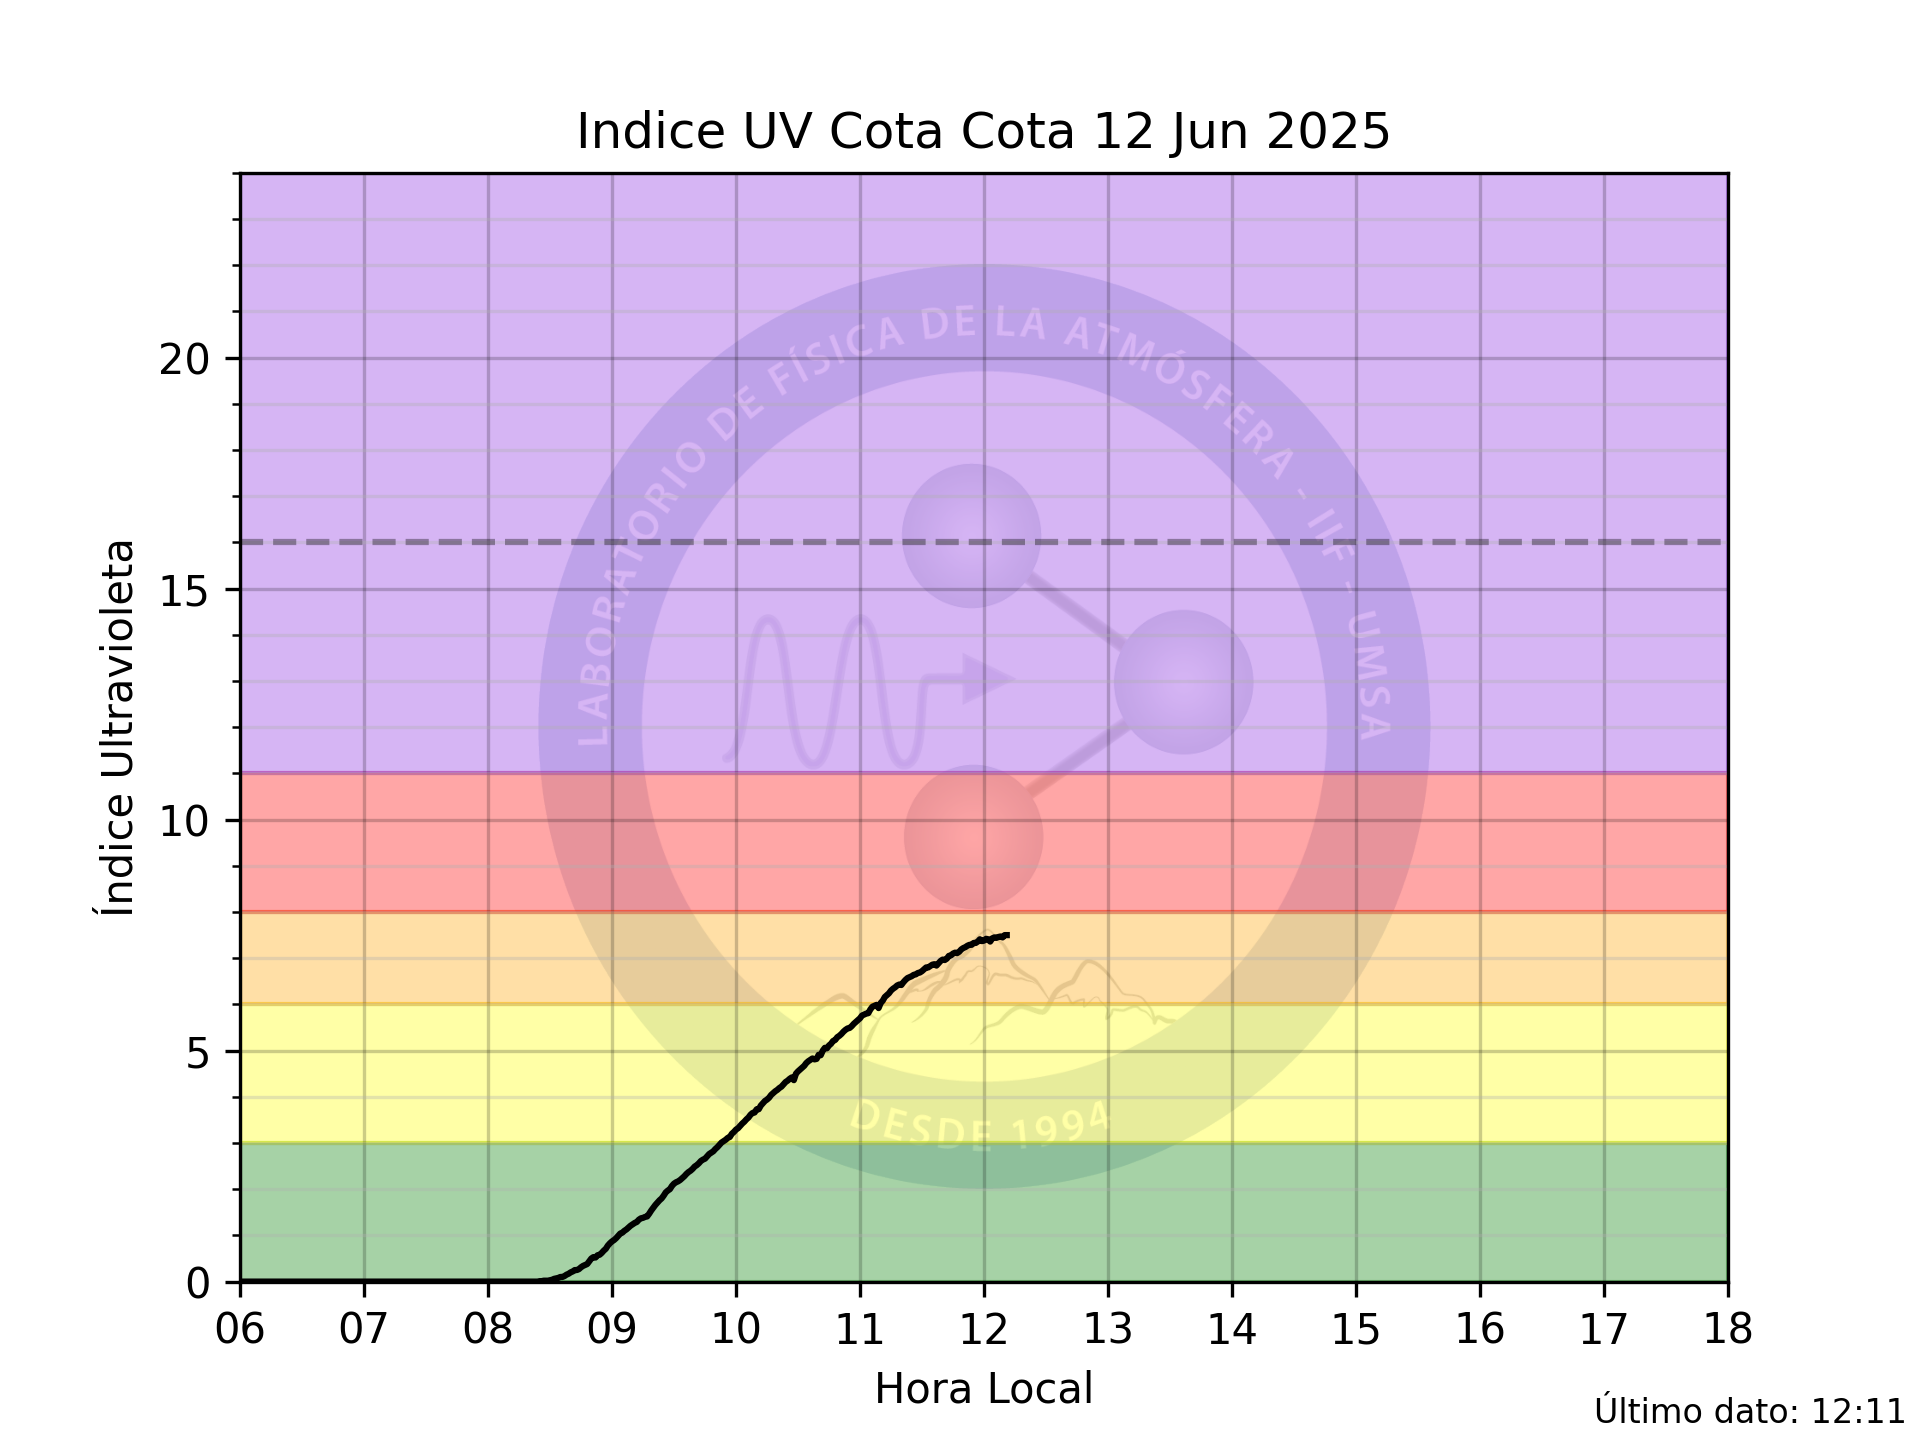 Indice UV Cota Cota 12 Jun 2025
LABORATORIO DE FÍSICA DE LA ATMÓSFERA - IIF - UMSA
DESDE 1994
Índice Ultravioleta
20
15
10
5
0
06 07 08 09 10 11 12 13 14 15 16 17 18
Hora Local
Último dato: 12:11